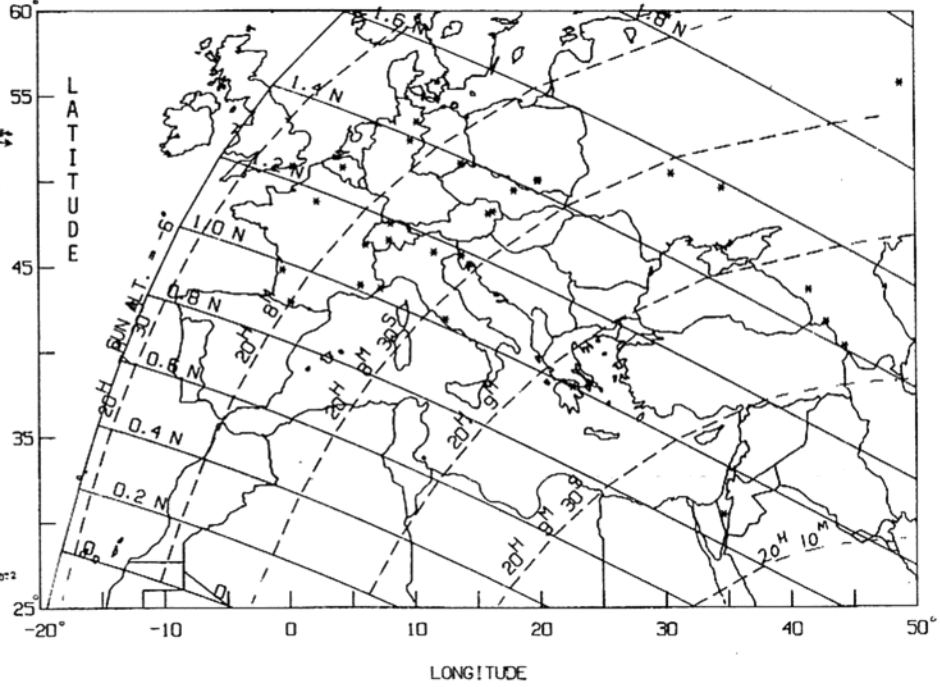 60°
1.6 N
1.8 N
55
LATITUDE
1.4 N
1.2 N
1.0 N
SUN ALT. = -6°
45
0.8 N
20H 8M
20H 8M 30S
0.6 N
20H 9M
35
0.4 N
0.2 N
20H 9M 30S
20H 10M
0
25°
-20° -10 0 10 20 30 40 50°
LONGITUDE